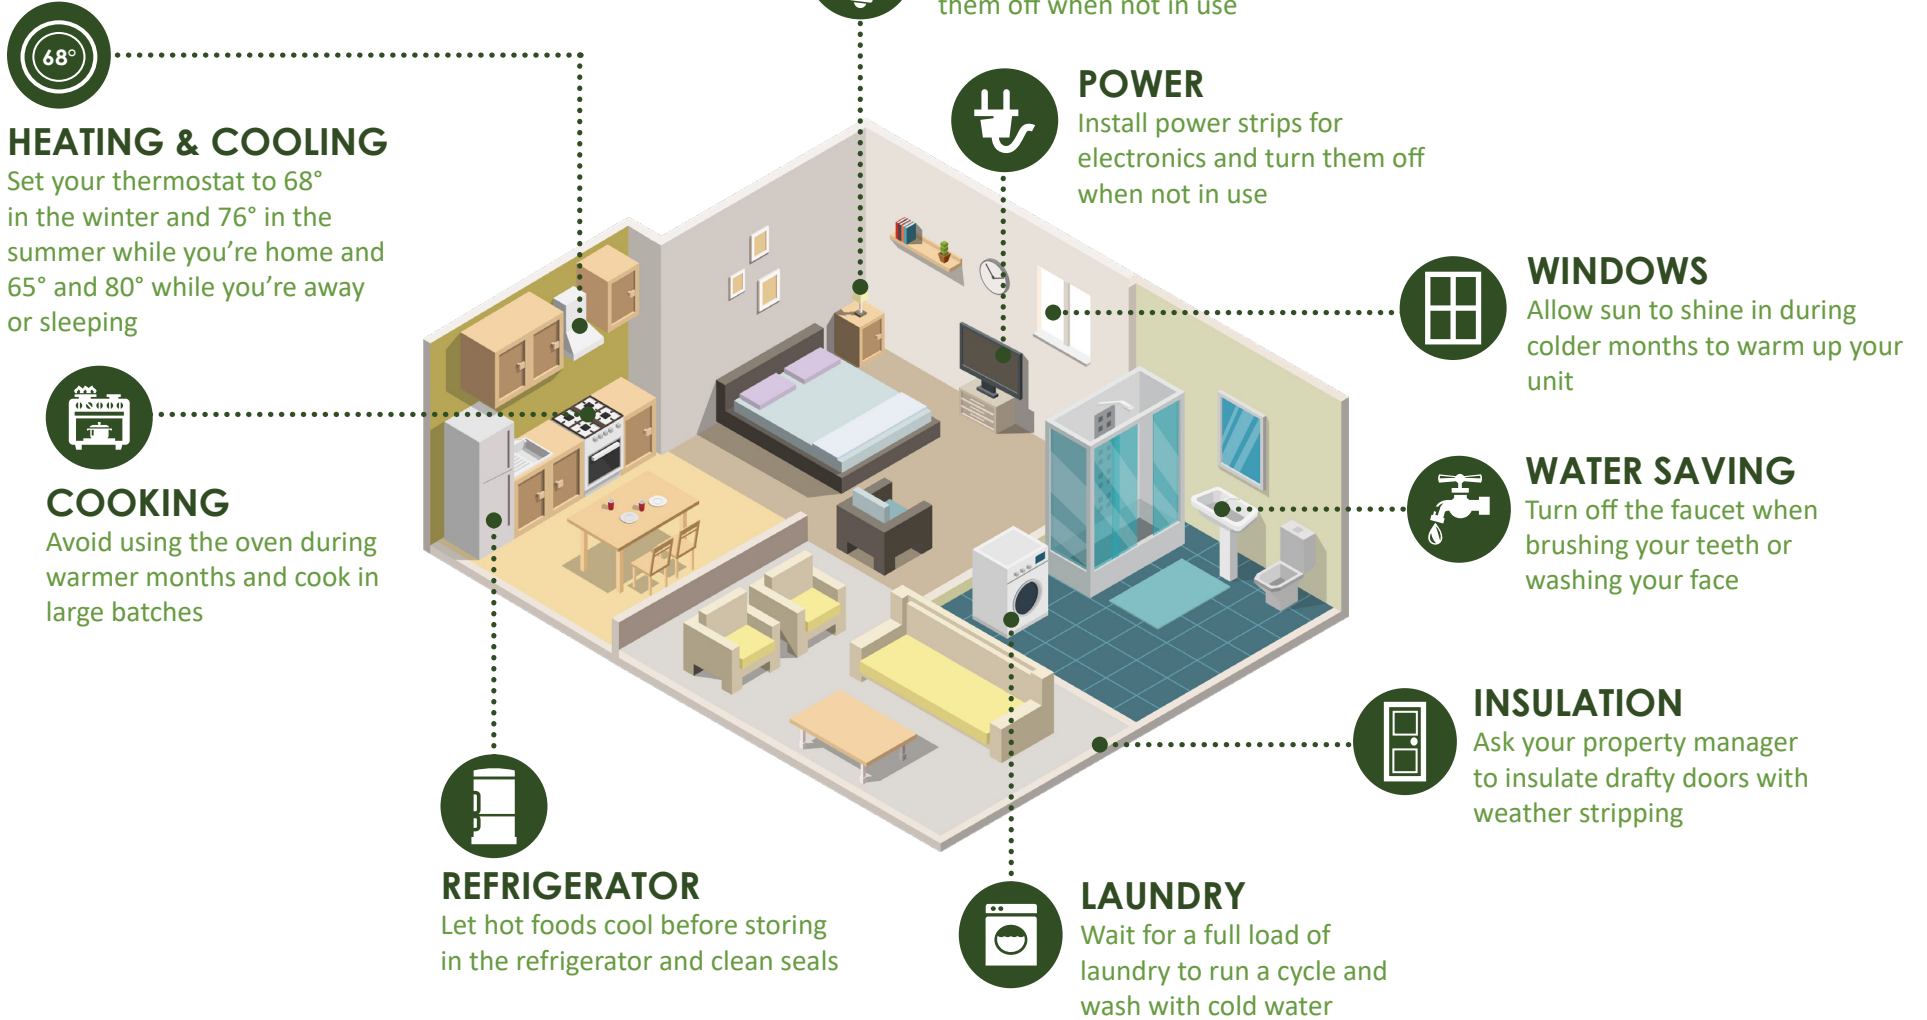 them off when not in use
68°
HEATING & COOLING
Set your thermostat to 68°
in the winter and 76° in the
summer while you’re home and
65° and 80° while you’re away
or sleeping
POWER
Install power strips for
electronics and turn them off
when not in use
WINDOWS
Allow sun to shine in during
colder months to warm up your
unit
COOKING
Avoid using the oven during
warmer months and cook in
large batches
WATER SAVING
Turn off the faucet when
brushing your teeth or
washing your face
INSULATION
Ask your property manager
to insulate drafty doors with
weather stripping
REFRIGERATOR
Let hot foods cool before storing
in the refrigerator and clean seals
LAUNDRY
Wait for a full load of
laundry to run a cycle and
wash with cold water